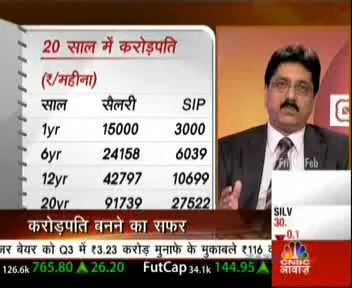 20 साल में करोड़पति
(₹/महीना)
साल सैलरी SIP
1yr 15000 3000
6yr 24158 6039
12yr 42797 10699
20yr 91739 27522
Feb
SILV
30.
0.1
करोड़पति बनने का सफर
जर बेयर को Q3 में ₹3.23 करोड़ मुनाफे के मुकाबले ₹116
CNBC
आवाज़
126.6k 765.80 26.20 FutCap 34.1k 144.95